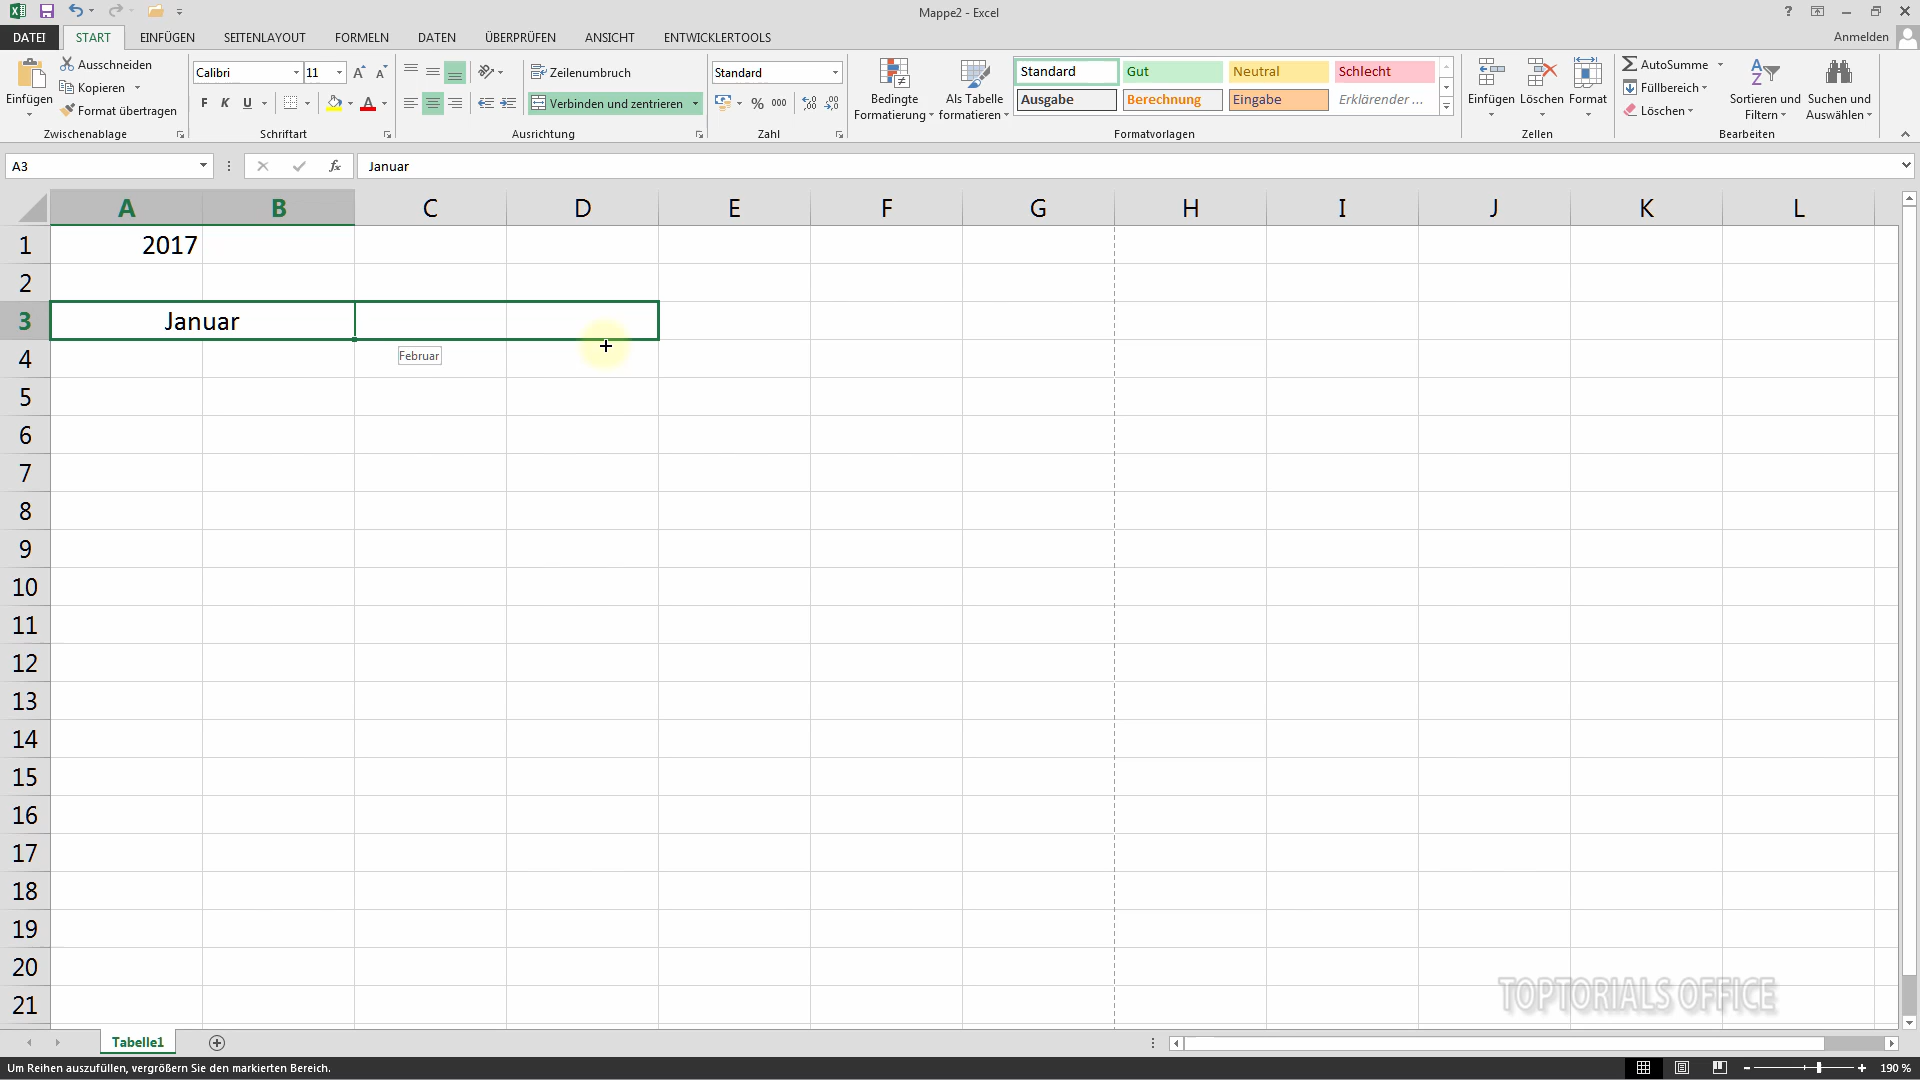 Mappe2 - Excel
?
DATEI START EINFÜGEN SEITENLAYOUT FORMELN DATEN ÜBERPRÜFEN ANSICHT ENTWICKLERTOOLS
Anmelden
Einfügen
Ausschneiden
Kopieren
Format übertragen
Zwischenablage
Calibri 11
F K U
Schriftart
Zeilenumbruch
Verbinden und zentrieren
Ausrichtung
Standard
% 000
Zahl
Bedingte
Formatierung
Als Tabelle
formatieren
Standard Gut Neutral Schlecht
Ausgabe Berechnung Eingabe Erklärender ...
Formatvorlagen
Einfügen Löschen Format
Zellen
AutoSumme
Füllbereich
Löschen
Sortieren und
Filtern
Suchen und
Auswählen
Bearbeiten
A3
fx
Januar
A B C D E F G H I J K L
1 2017
2
3 Januar
4 Februar
5
6
7
8
9
10
11
12
13
14
15
16
17
18
19
20
21
TOPTORIALS OFFICE
Tabelle1
Um Reihen auszufüllen, vergrößern Sie den markierten Bereich.
190 %